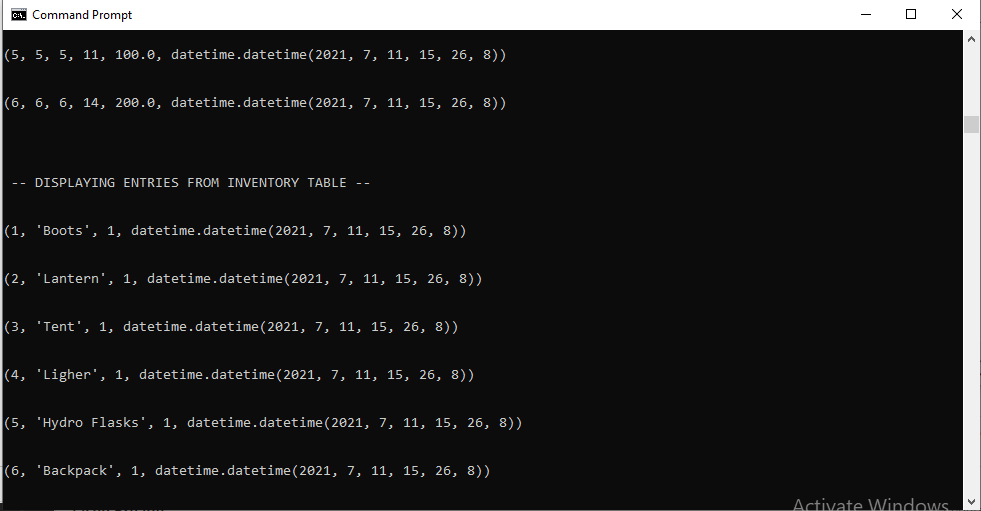 Command Prompt
(5, 5, 5, 11, 100.0, datetime.datetime(2021, 7, 11, 15, 26, 8))
(6, 6, 6, 14, 200.0, datetime.datetime(2021, 7, 11, 15, 26, 8))
-- DISPLAYING ENTRIES FROM INVENTORY TABLE --
(1, 'Boots', 1, datetime.datetime(2021, 7, 11, 15, 26, 8))
(2, 'Lantern', 1, datetime.datetime(2021, 7, 11, 15, 26, 8))
(3, 'Tent', 1, datetime.datetime(2021, 7, 11, 15, 26, 8))
(4, 'Ligher', 1, datetime.datetime(2021, 7, 11, 15, 26, 8))
(5, 'Hydro Flasks', 1, datetime.datetime(2021, 7, 11, 15, 26, 8))
(6, 'Backpack', 1, datetime.datetime(2021, 7, 11, 15, 26, 8))
Activate Windows